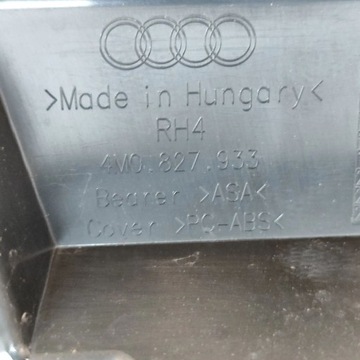 >Made in Hungary<
RH4
4M0.827.933
Bearer >ASA<
Cover >PC-ABS<